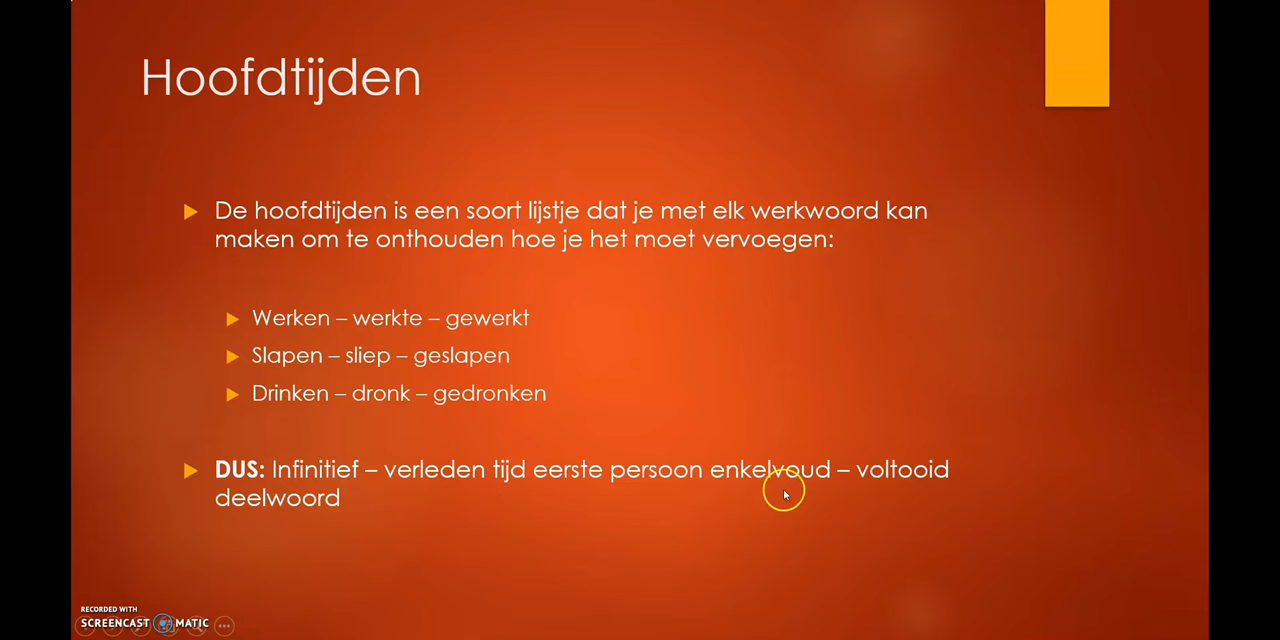 Hoofdtijden
De hoofdtijden is een soort lijstje dat je met elk werkwoord kan
maken om te onthouden hoe je het moet vervoegen:
Werken – werkte – gewerkt
Slapen – sliep – geslapen
Drinken – dronk – gedronken
DUS: Infinitief – verleden tijd eerste persoon enkelvoud – voltooid
deelwoord
RECORDED WITH
SCREENCAST MATIC